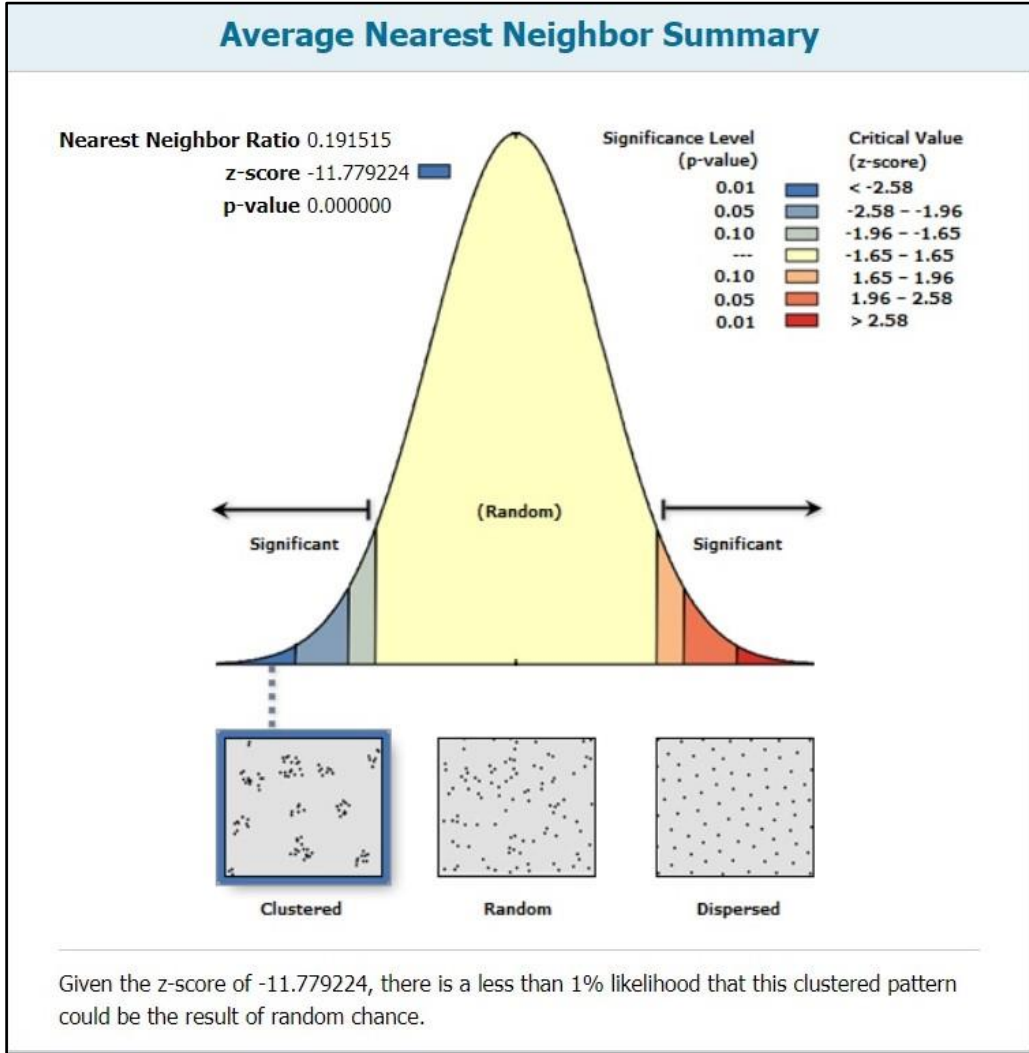 Average Nearest Neighbor Summary
Nearest Neighbor Ratio 0.191515
z-score -11.779224
p-value 0.000000
Significance Level Critical Value
(p-value) (z-score)
0.01 < -2.58
0.05 -2.58 – -1.96
0.10 -1.96 – -1.65
--- -1.65 – 1.65
0.10 1.65 – 1.96
0.05 1.96 – 2.58
0.01 > 2.58
(Random)
Significant Significant
Clustered Random Dispersed
Given the z-score of -11.779224, there is a less than 1% likelihood that this clustered pattern
could be the result of random chance.